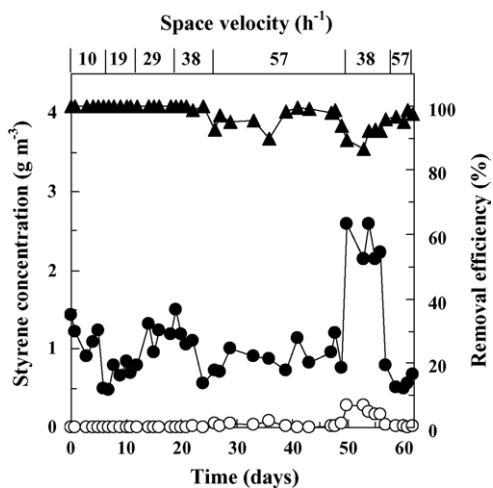 Space velocity (h⁻¹)
10 19 29 38 57 38 57
4
3
2
1
0
Styrene concentration (g m⁻³)
100
80
60
40
20
0
Removal efficiency (%)
0 10 20 30 40 50 60
Time (days)